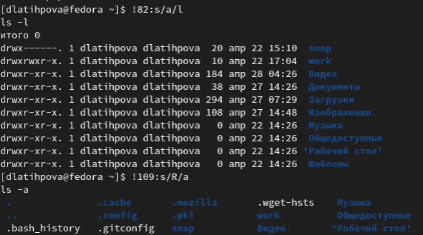 [dlatihpova@fedora ~]$ !82:s/a/l
ls -l
итого 0
drwx------. 1 dlatihpova dlatihpova  20 апр 22 15:10 snap
drwxrwxr-x. 1 dlatihpova dlatihpova  10 апр 22 17:04 work
drwxr-xr-x. 1 dlatihpova dlatihpova 184 апр 28 04:26 Видео
drwxr-xr-x. 1 dlatihpova dlatihpova  38 апр 27 14:26 Документы
drwxr-xr-x. 1 dlatihpova dlatihpova 294 апр 27 07:29 Загрузки
drwxr-xr-x. 1 dlatihpova dlatihpova 108 апр 27 14:48 Изображения
drwxr-xr-x. 1 dlatihpova dlatihpova   0 апр 22 14:26 Музыка
drwxr-xr-x. 1 dlatihpova dlatihpova   0 апр 22 14:26 Общедоступные
drwxr-xr-x. 1 dlatihpova dlatihpova   0 апр 22 14:26 'Рабочий стол'
drwxr-xr-x. 1 dlatihpova dlatihpova   0 апр 22 14:26 Шаблоны
[dlatihpova@fedora ~]$ !109:s/R/a
ls -a
.  .cache  .mozilla  .wget-hsts  Музыка
..  .config  .pki  work  Общедоступные
.bash_history  .gitconfig  snap  Видео  'Рабочий стол'